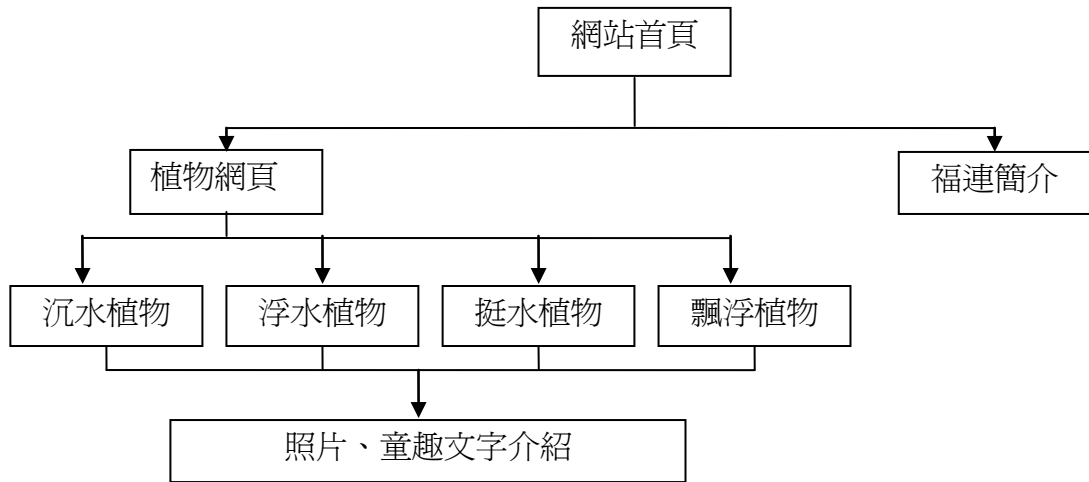 網站首頁
植物網頁
福連簡介
沉水植物
浮水植物
挺水植物
飄浮植物
照片、童趣文字介紹